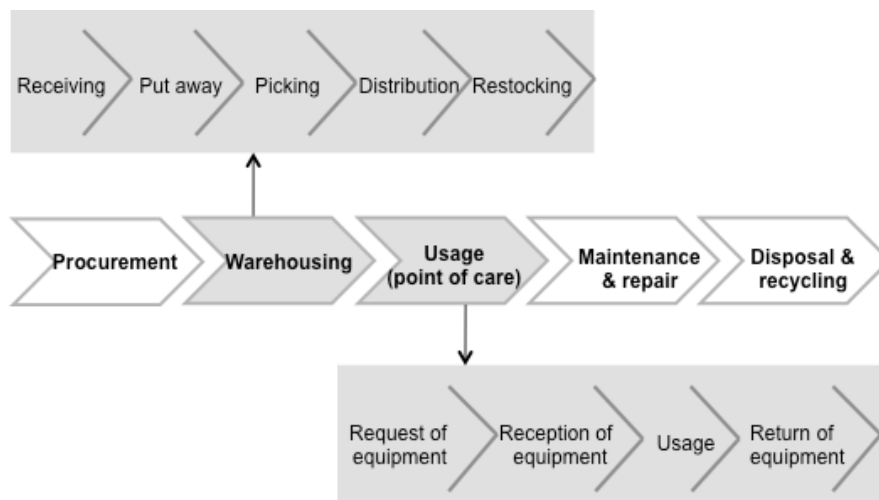 Receiving
Put away
Picking
Distribution
Restocking
Procurement
Warehousing
Usage
(point of care)
Maintenance
& repair
Disposal &
recycling
Request of
equipment
Reception of
equipment
Usage
Return of
equipment